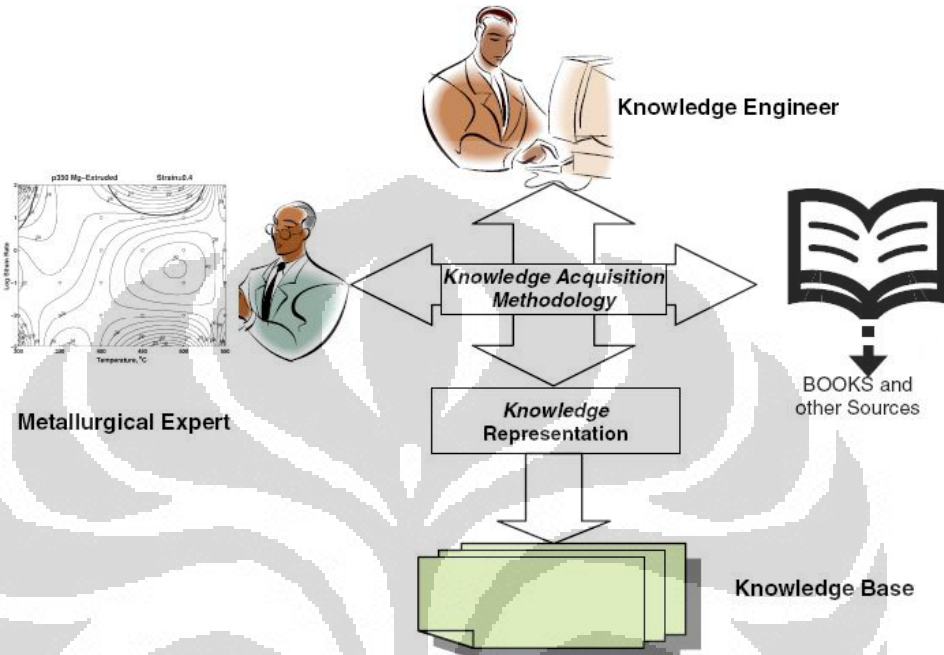 Knowledge Engineer
p350 Mg-Extruded Strain=0.4
Log Strain Rate
Temperature, °C
Knowledge Acquisition
Methodology
BOOKS and
other Sources
Metallurgical Expert
Knowledge
Representation
Knowledge Base